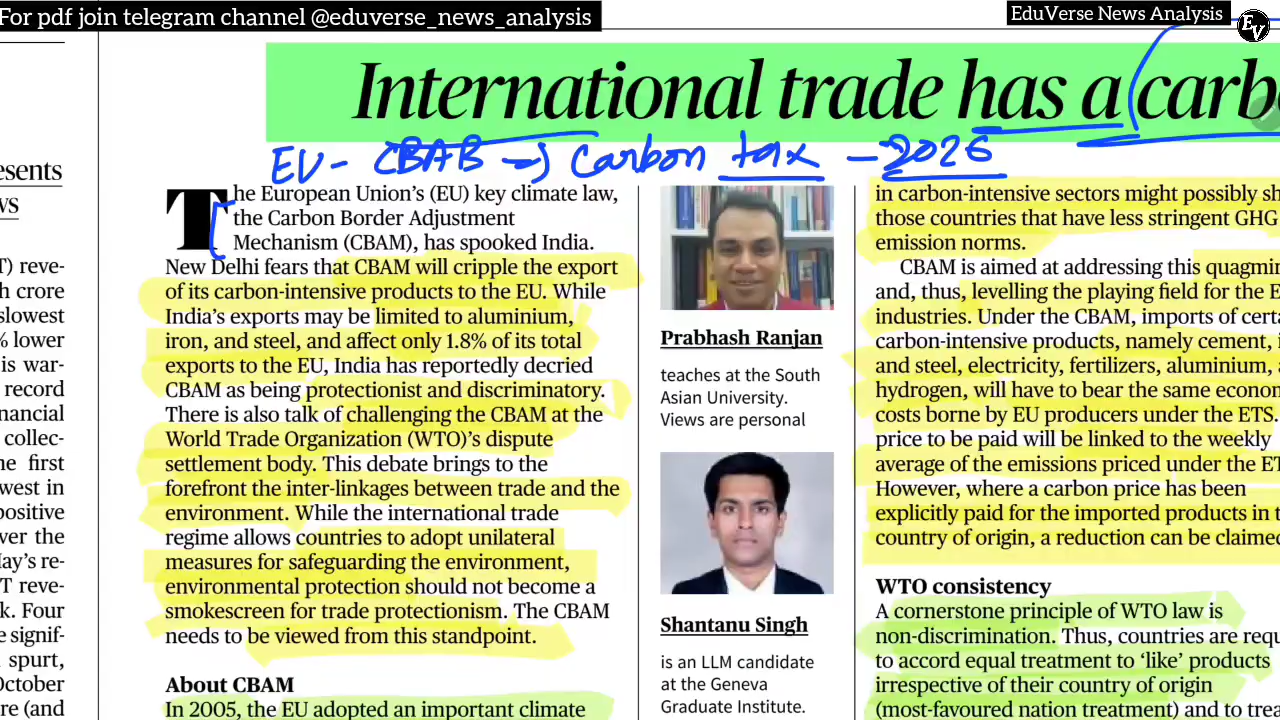 For pdf join telegram channel @eduverse_news_analysis
EduVerse News Analysis
EV
International trade has a carb
EU- CBAB → Carbon tax - 2026
esents
ws
T) reve-
h crore
slowest
% lower
is war-
record
nancial
collec-
ne first
west in
positive
ver the
lay's re-
T reve-
k. Four
e signif-
spurt,
October
re (and
The European Union's (EU) key climate law,
the Carbon Border Adjustment
Mechanism (CBAM), has spooked India.
New Delhi fears that CBAM will cripple the export
of its carbon-intensive products to the EU. While
India's exports may be limited to aluminium,
iron, and steel, and affect only 1.8% of its total
exports to the EU, India has reportedly decried
CBAM as being protectionist and discriminatory.
There is also talk of challenging the CBAM at the
World Trade Organization (WTO)'s dispute
settlement body. This debate brings to the
forefront the inter-linkages between trade and the
environment. While the international trade
regime allows countries to adopt unilateral
measures for safeguarding the environment,
environmental protection should not become a
smokescreen for trade protectionism. The CBAM
needs to be viewed from this standpoint.
About CBAM
In 2005, the EU adopted an important climate
Prabhash Ranjan
teaches at the South
Asian University.
Views are personal
Shantanu Singh
is an LLM candidate
at the Geneva
Graduate Institute.
in carbon-intensive sectors might possibly sh
those countries that have less stringent GHG
emission norms.
CBAM is aimed at addressing this quagmir
and, thus, levelling the playing field for the E
industries. Under the CBAM, imports of certa
carbon-intensive products, namely cement, i
and steel, electricity, fertilizers, aluminium, a
hydrogen, will have to bear the same econom
costs borne by EU producers under the ETS.
price to be paid will be linked to the weekly
average of the emissions priced under the ET
However, where a carbon price has been
explicitly paid for the imported products in t
country of origin, a reduction can be claimed
WTO consistency
A cornerstone principle of WTO law is
non-discrimination. Thus, countries are requ
to accord equal treatment to 'like' products
irrespective of their country of origin
(most-favoured nation treatment) and to trea